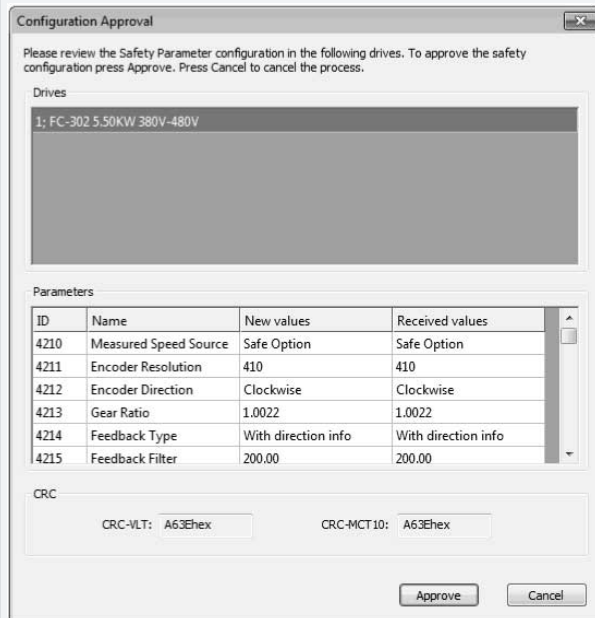 Configuration Approval
Please review the Safety Parameter configuration in the following drives. To approve the safety
configuration press Approve. Press Cancel to cancel the process.
Drives
1; FC-302 5.50KW 380V-480V
Parameters
ID Name New values Received values
4210 Measured Speed Source Safe Option Safe Option
4211 Encoder Resolution 410 410
4212 Encoder Direction Clockwise Clockwise
4213 Gear Ratio 1.0022 1.0022
4214 Feedback Type With direction info With direction info
4215 Feedback Filter 200.00 200.00
CRC
CRC-VLT: A63Ehex CRC-MCT10: A63Ehex
Approve Cancel